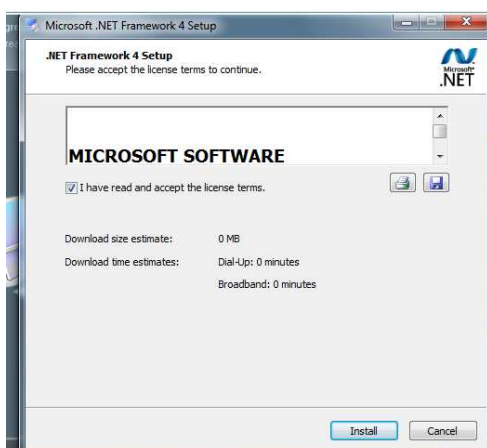 Microsoft .NET Framework 4 Setup
.NET Framework 4 Setup
Please accept the license terms to continue.
Microsoft
.NET
MICROSOFT SOFTWARE
I have read and accept the license terms.
Download size estimate: 0 MB
Download time estimates: Dial-Up: 0 minutes
Broadband: 0 minutes
Install Cancel